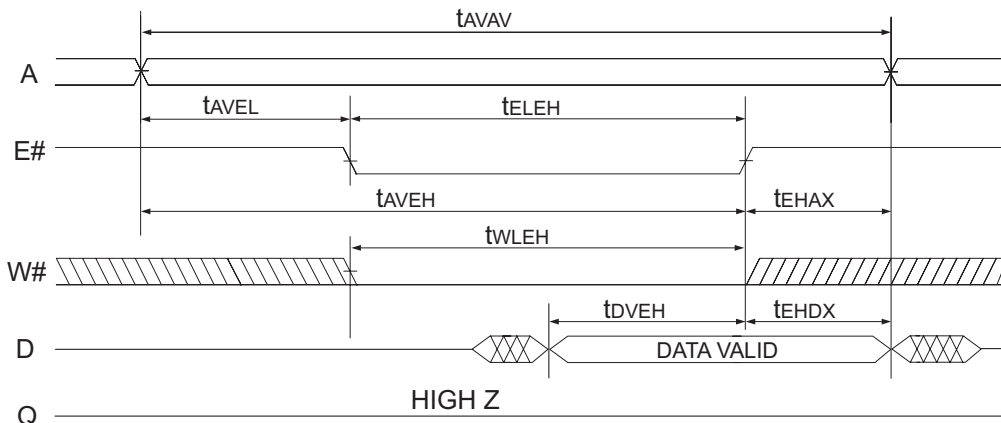 tAVAV
A
tAVEL tELEH
E#
tAVEH tEHAX
tWLEH
W#
tDVEH tEHDX
D DATA VALID
HIGH Z
Q